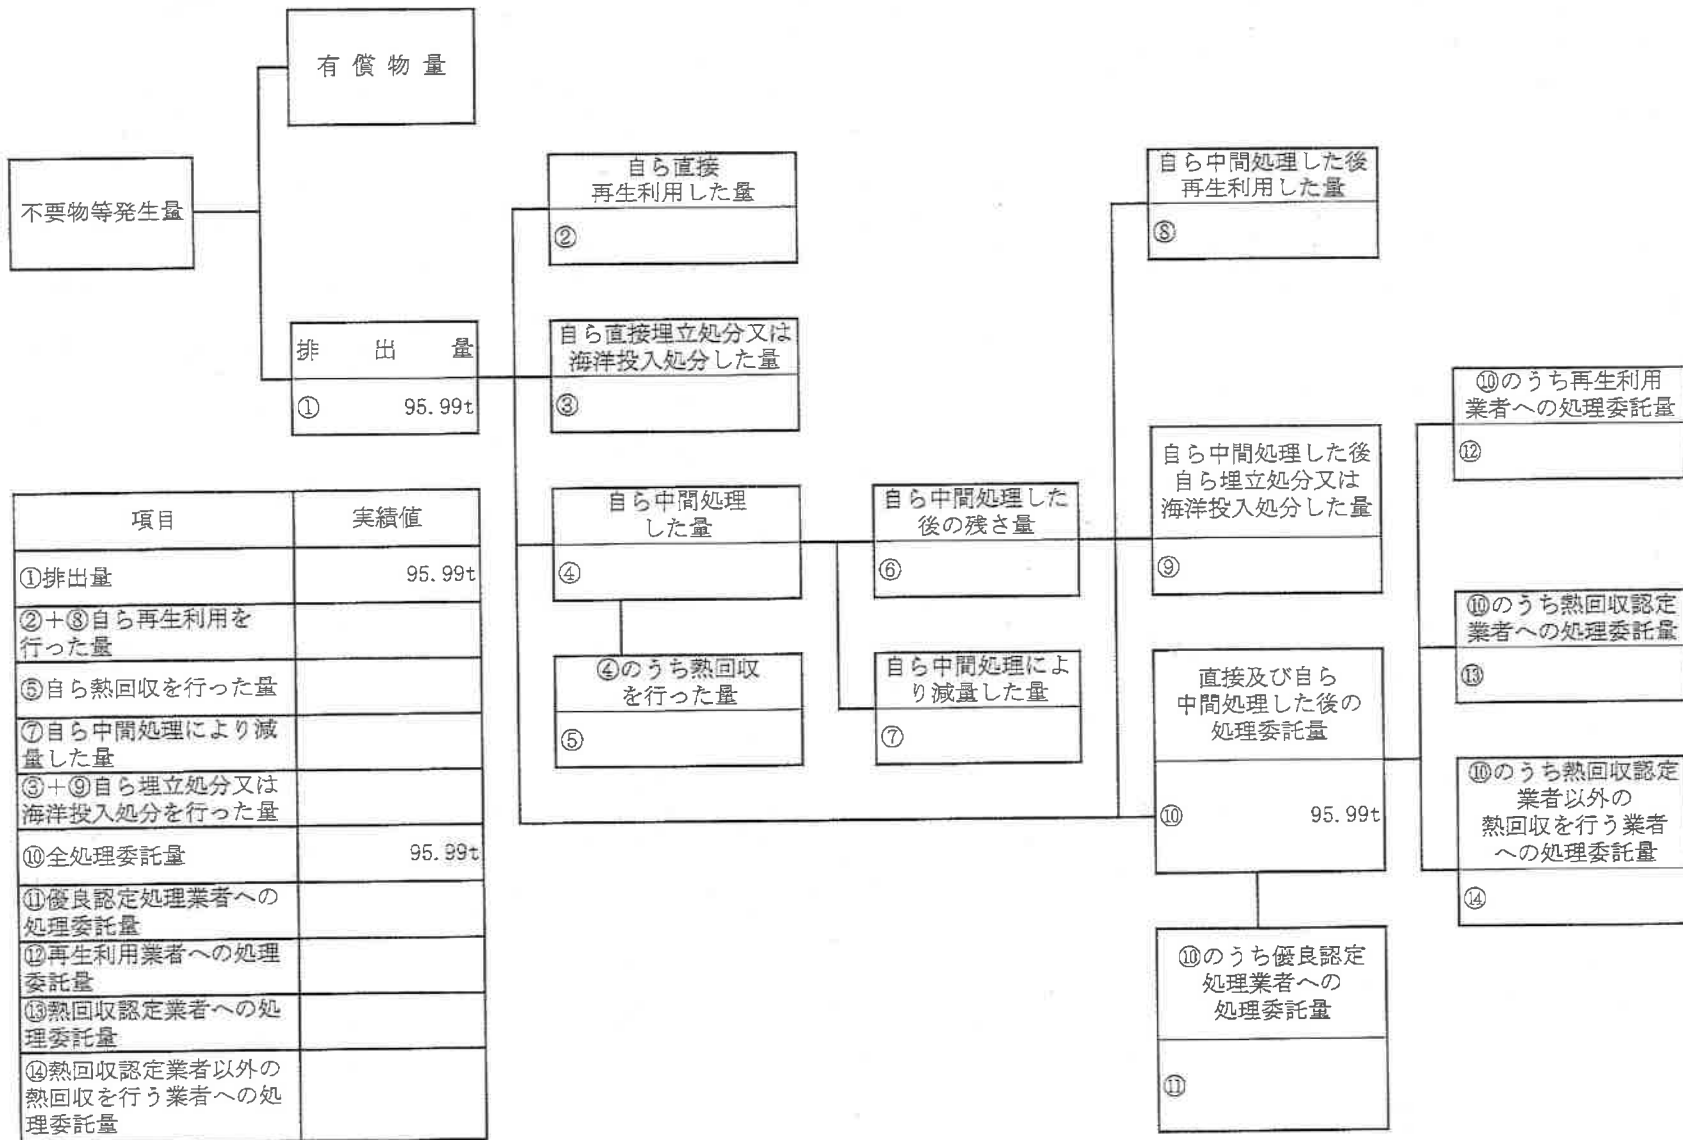 有償物量
不要物等発生量
排出量
① 95.99t
自ら直接
再生利用した量
②
自ら直接埋立処分又は
海洋投入処分した量
③
自ら中間処理
した量
④
④のうち熱回収
を行った量
⑤
自ら中間処理した
後の残さ量
⑥
自ら中間処理によ
り減量した量
⑦
自ら中間処理した後
再生利用した量
⑧
自ら中間処理した後
自ら埋立処分又は
海洋投入処分した量
⑨
直接及び自ら
中間処理した後の
処理委託量
⑩ 95.99t
⑩のうち優良認定
処理業者への
処理委託量
⑪
⑩のうち再生利用
業者への処理委託量
⑫
⑩のうち熱回収認定
業者への処理委託量
⑬
⑩のうち熱回収認定
業者以外の
熱回収を行う業者
への処理委託量
⑭
項目 実績値
①排出量 95.99t
②+⑧自ら再生利用を
行った量
⑤自ら熱回収を行った量
⑦自ら中間処理により減
量した量
③+⑨自ら埋立処分又は
海洋投入処分を行った量
⑩全処理委託量 95.99t
⑪優良認定処理業者への
処理委託量
⑫再生利用業者への処理
委託量
⑬熱回収認定業者への処
理委託量
⑭熱回収認定業者以外の
熱回収を行う業者への処
理委託量